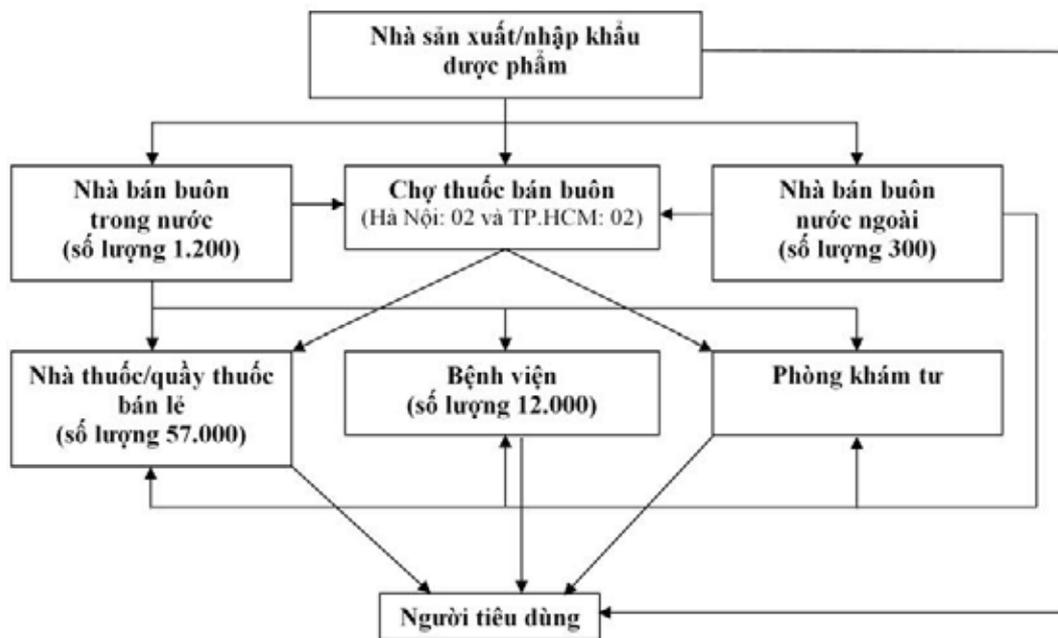 Nhà sản xuất/nhập khẩu
dược phẩm
Nhà bán buôn
trong nước
(số lượng 1.200)
Chợ thuốc bán buôn
(Hà Nội: 02 và TP.HCM: 02)
Nhà bán buôn
nước ngoài
(số lượng 300)
Nhà thuốc/quầy thuốc
bán lẻ
(số lượng 57.000)
Bệnh viện
(số lượng 12.000)
Phòng khám tư
Người tiêu dùng